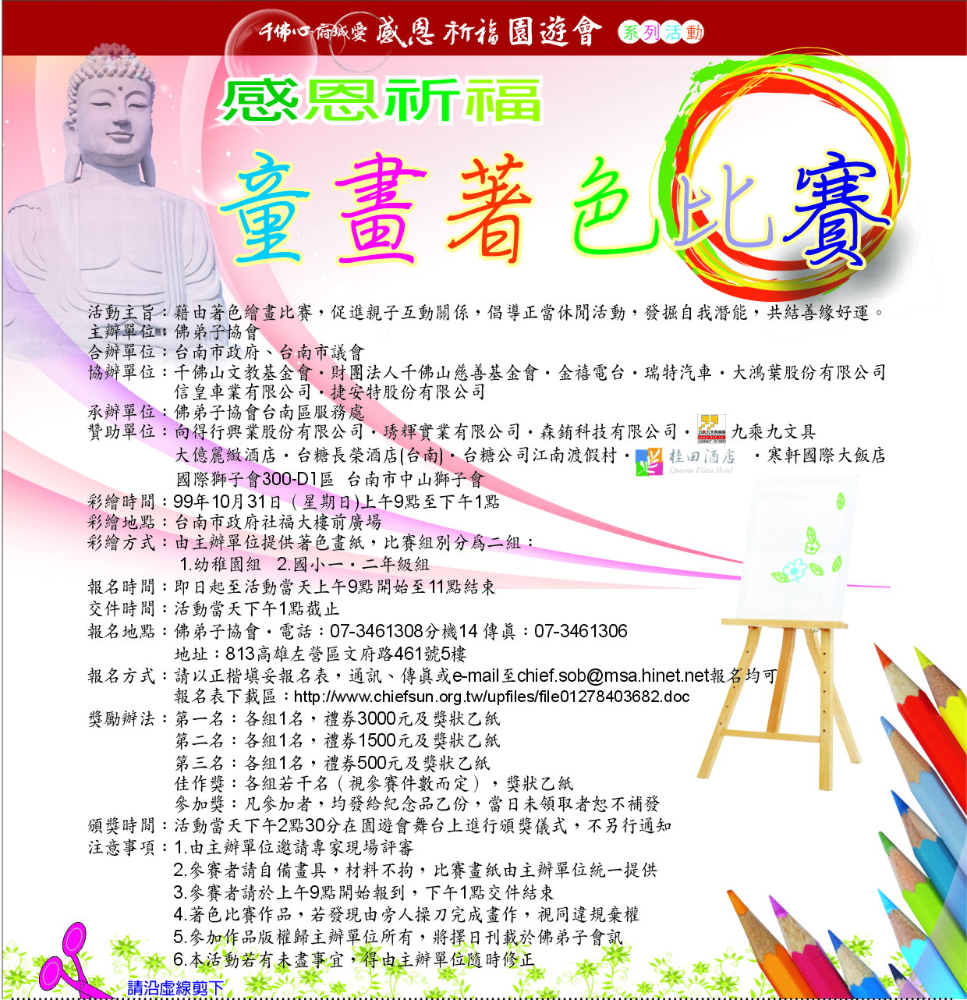 千佛心·府城愛 感恩祈福園遊會 系列活動
感恩祈福
童畫著色比賽
活動主旨：藉由著色繪畫比賽，促進親子互動關係，倡導正當休閒活動，發掘自我潛能，共結善緣好運。
主辦單位：佛弟子協會
合辦單位：台南市政府、台南市議會
協辦單位：千佛山文教基金會·財團法人千佛山慈善基金會·金禧電台·瑞特汽車·大鴻葉股份有限公司
信皇車業有限公司·捷安特股份有限公司
承辦單位：佛弟子協會台南區服務處
贊助單位：向得行興業股份有限公司·琇輝實業有限公司·森銪科技有限公司· 九乘九文具
大億麗緻酒店·台糖長榮酒店(台南)·台糖公司江南渡假村· 桂田酒店 ·寒軒國際大飯店
Queena Plaza Hotel
國際獅子會300-D1區 台南市中山獅子會
彩繪時間：99年10月31日（星期日)上午9點至下午1點
彩繪地點：台南市政府社福大樓前廣場
彩繪方式：由主辦單位提供著色畫紙，比賽組別分為二組：
1.幼稚園組 2.國小一·二年級組
報名時間：即日起至活動當天上午9點開始至11點結束
交件時間：活動當天下午1點截止
報名地點：佛弟子協會·電話：07-3461308分機14 傳真：07-3461306
地址：813高雄左營區文府路461號5樓
報名方式：請以正楷填妥報名表，通訊、傳真或e-mail至chief.sob@msa.hinet.net報名均可
報名表下載區：http://www.chiefsun.org.tw/upfiles/file01278403682.doc
獎勵辦法：第一名：各組1名，禮券3000元及獎狀乙紙
第二名：各組1名，禮券1500元及獎狀乙紙
第三名：各組1名，禮券500元及獎狀乙紙
佳作獎：各組若干名（視參賽件數而定），獎狀乙紙
參加獎：凡參加者，均發給紀念品乙份，當日未領取者恕不補發
頒獎時間：活動當天下午2點30分在園遊會舞台上進行頒獎儀式，不另行通知
注意事項：1.由主辦單位邀請專家現場評審
2.參賽者請自備畫具，材料不拘，比賽畫紙由主辦單位統一提供
3.參賽者請於上午9點開始報到，下午1點交件結束
4.著色比賽作品，若發現由旁人操刀完成畫作，視同違規棄權
5.參加作品版權歸主辦單位所有，將擇日刊載於佛弟子會訊
6.本活動若有未盡事宜，得由主辦單位隨時修正
請沿虛線剪下